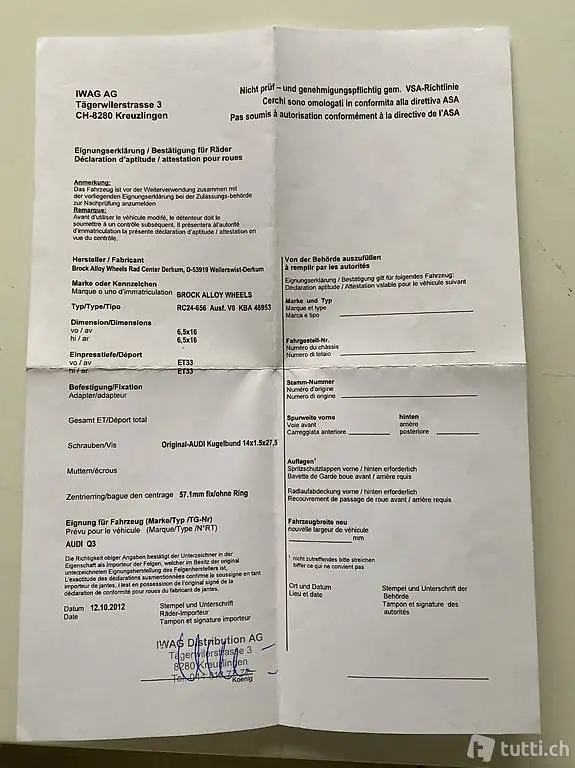 IWAG AG
Tägerwilerstrasse 3
CH-8280 Kreuzlingen
Nicht prüf – und genehmigungspflichtig gem. VSA-Richtlinie
Cerchi sono omologati in conformita alla direttiva ASA
Pas soumis à autorisation conformément à la directive de l'ASA
Eignungserklärung / Bestätigung für Räder
Déclaration d'aptitude / attestation pour roues
Anmerkung:
Das Fahrzeug ist vor der Weiterverwendung zusammen mit
der vorliegenden Eignungserklärung bei der Zulassungs-behörde
zur Nachprüfung anzumelden
Remarque:
Avant d'utiliser le véhicule modifé, le détenteur doit le
soumettre à un contrôle subséquent. Il présentera àl'autorité
d'immatriculation la présente déclaration d'aptitude / attestation en
vue du contrôle.
Hersteller / Fabricant
Brock Alloy Wheels Rad Center Derkum, D-53919 Weilerswist-Derkum
Marke oder Kennzeichen
Marque o uno d'immatriculation BROCK ALLOY WHEELS
Typ/Type/Tipo RC24-656 Ausf. V8 KBA 48953
Dimension/Dimensions
vo / av 6,5x16
hi / ar 6,5x16
Einpresstiefe/Déport
vo / av ET33
hi / ar ET33
Befestigung/Fixation
Adapter/adapteur
Gesamt ET/Déport total
Schrauben/Vis Original-AUDI Kugelbund 14x1.5x27,5
Muttern/écrous
Zentrierring/bague den centrage 57.1mm fix/ohne Ring
Eignung für Fahrzeug (Marke/Typ /TG-Nr)
Prévu pour le véhicule (Marque/Type /N°RT)
AUDI Q3
Die Richtigkeit obiger Angaben bestätigt der Unterzeichner in der
Eigenschaft als Importeur der Felgen, welcher im Besitz der original
unterzeichneten Eignungserklärung des Felgenherstellers ist.
L'exactitude des déclarations susmentionnées confirme le soussigne en tant
importeur de jantes, il est en possession de l'original signé de la
déclaration de conformité pour roues du fabricant de jantes.
Datum 12.10.2012
Date
Stempel und Unterschrift
Räder-Importeur
Tampon et signature importeur
IWAG Distribution AG
Tägerwilerstrasse 3
8280 Kreuzlingen
Koenig
Von der Behörde auszufüllen
à remplir par les autorités
Eignungserklärung / Bestätigung gilt für folgendes Fahrzeug:
Déclaration aptitude / Attestation valable pour le véhicule suivant
Marke und Typ
Marque et type
Marca e tipo
Fahrgestell-Nr.
Numéro du châssis
Numero di telaio
Stamm-Nummer
Numéro d'origine
Numero di origine
Spurweite vorne hinten
Voie avant arrière
Carreggiata anteriore posteriore
Auflagen¹
Spritzschutzlappen vorne / hinten erforderlich
Bavette de Garde boue avant / arrière requis
Radlaufabdeckung vorne / hinten erforderlich
Recouvrement de passage de roue avant / arrière requis
Fahrzeugbreite neu
nouvelle largeur de véhicule
mm
¹ nicht zutreffendes bitte streichen
biffer ce qui ne convient pas
Ort und Datum
Lieu et date
Stempel und Unterschrift der
Behörde
Tampon et signature des
autorités
tutti.ch